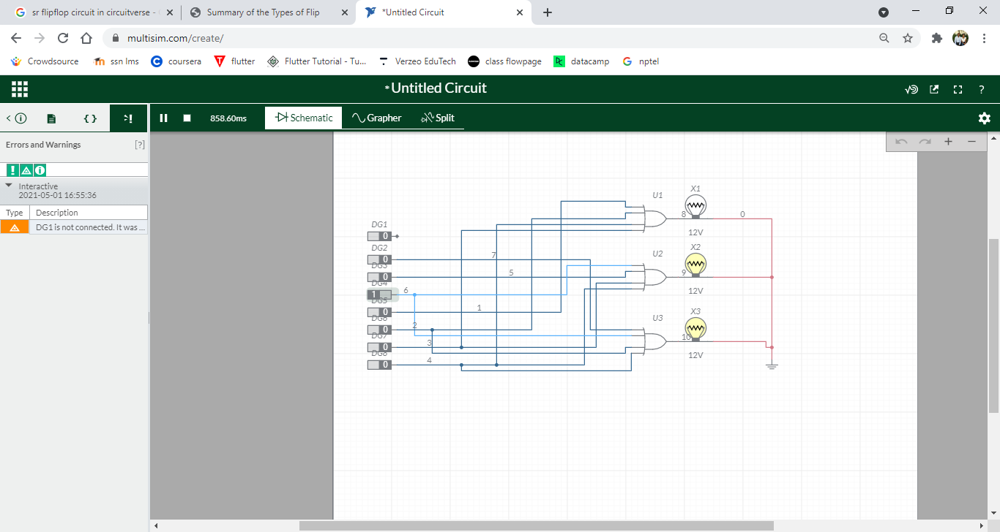 sr flipflop circuit in circuitverse -
Summary of the Types of Flip
*Untitled Circuit
multisim.com/create/
Crowdsource
ssn lms
coursera
flutter
Flutter Tutorial - Tu...
Verzeo EduTech
class flowpage
datacamp
nptel
*Untitled Circuit
858.60ms
Schematic
Grapher
Split
Errors and Warnings
[?]
Interactive
2021-05-01 16:55:36
Type Description
DG1 is not connected. It was ...
DG1
0
DG2
0
DG3
0
DG4
1
DG5
0
DG6
0
DG7
0
DG8
0
7
5
6
1
2
3
4
U1
X1
8
0
12V
U2
X2
9
12V
U3
X3
10
12V